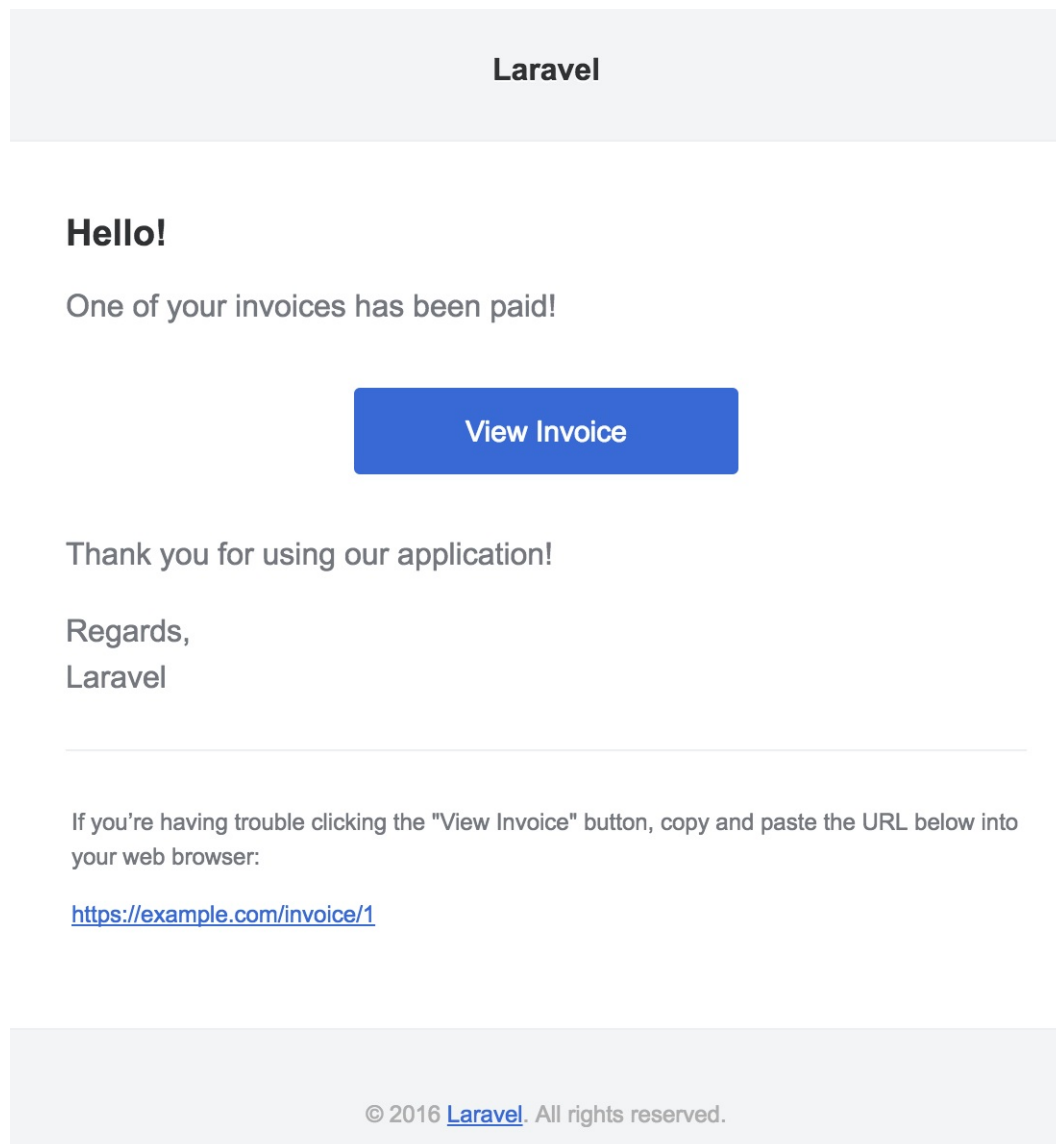 Laravel
Hello!
One of your invoices has been paid!
View Invoice
Thank you for using our application!
Regards,
Laravel
If you’re having trouble clicking the "View Invoice" button, copy and paste the URL below into
your web browser:
https://example.com/invoice/1
© 2016 Laravel. All rights reserved.